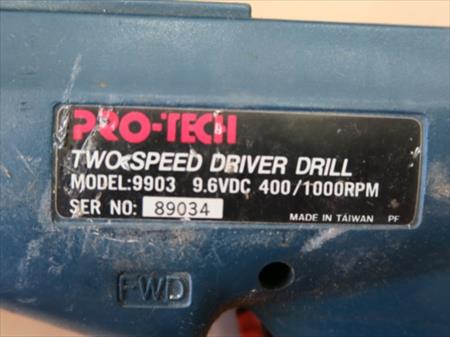 PRO-TECH
TWO SPEED DRIVER DRILL
MODEL:9903 9.6VDC 400/1000RPM
SER NO: 89034
MADE IN TAIWAN PF
FWD